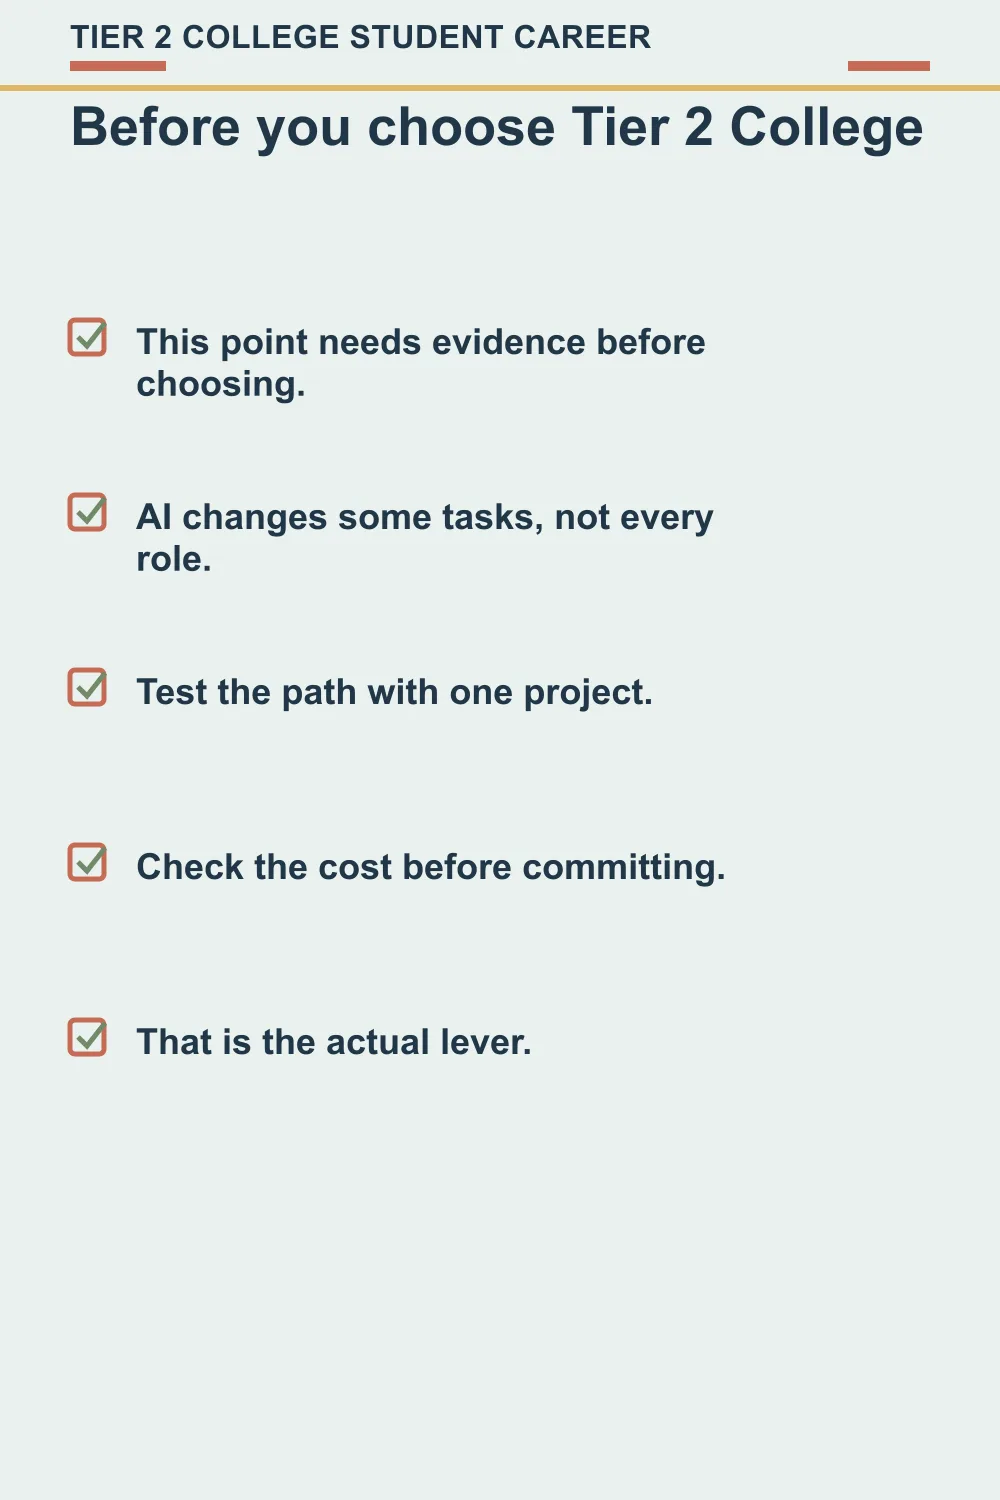 TIER 2 COLLEGE STUDENT CAREER
Before you choose Tier 2 College
This point needs evidence before
choosing.
AI changes some tasks, not every
role.
Test the path with one project.
Check the cost before committing.
That is the actual lever.